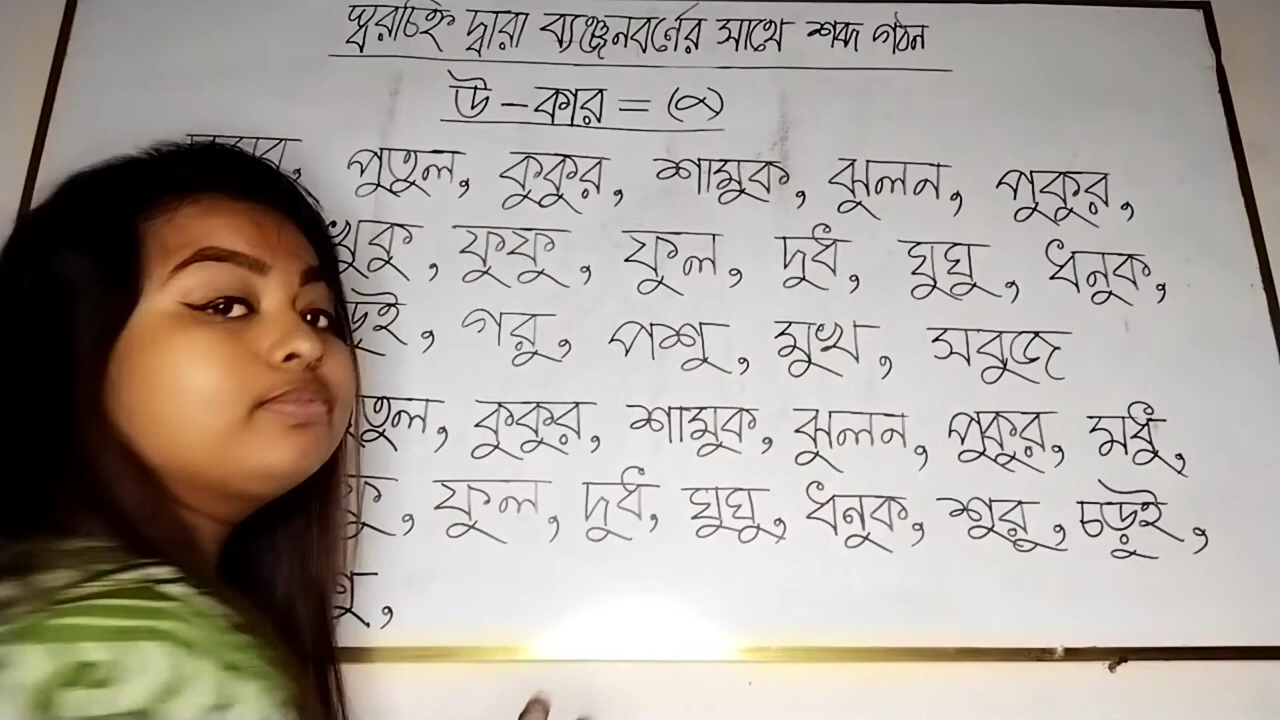 স্বরচিহ্ন দ্বারা ব্যঞ্জনবর্ণের সাথে শব্দ গঠন
উ - কার = (ু)
পুতুল, কুকুর, শামুক, ঝুলন, পুকুর,
খুকু, ফুফু, ফুল, দুধ, ঘুঘু, ধনুক,
গরু, পশু, মুখ, সবুজ
কুকুর, শামুক, ঝুলন, পুকুর, মধু,
ফুল, দুধ, ঘুঘু, ধনুক, শুরু, চড়ুই,